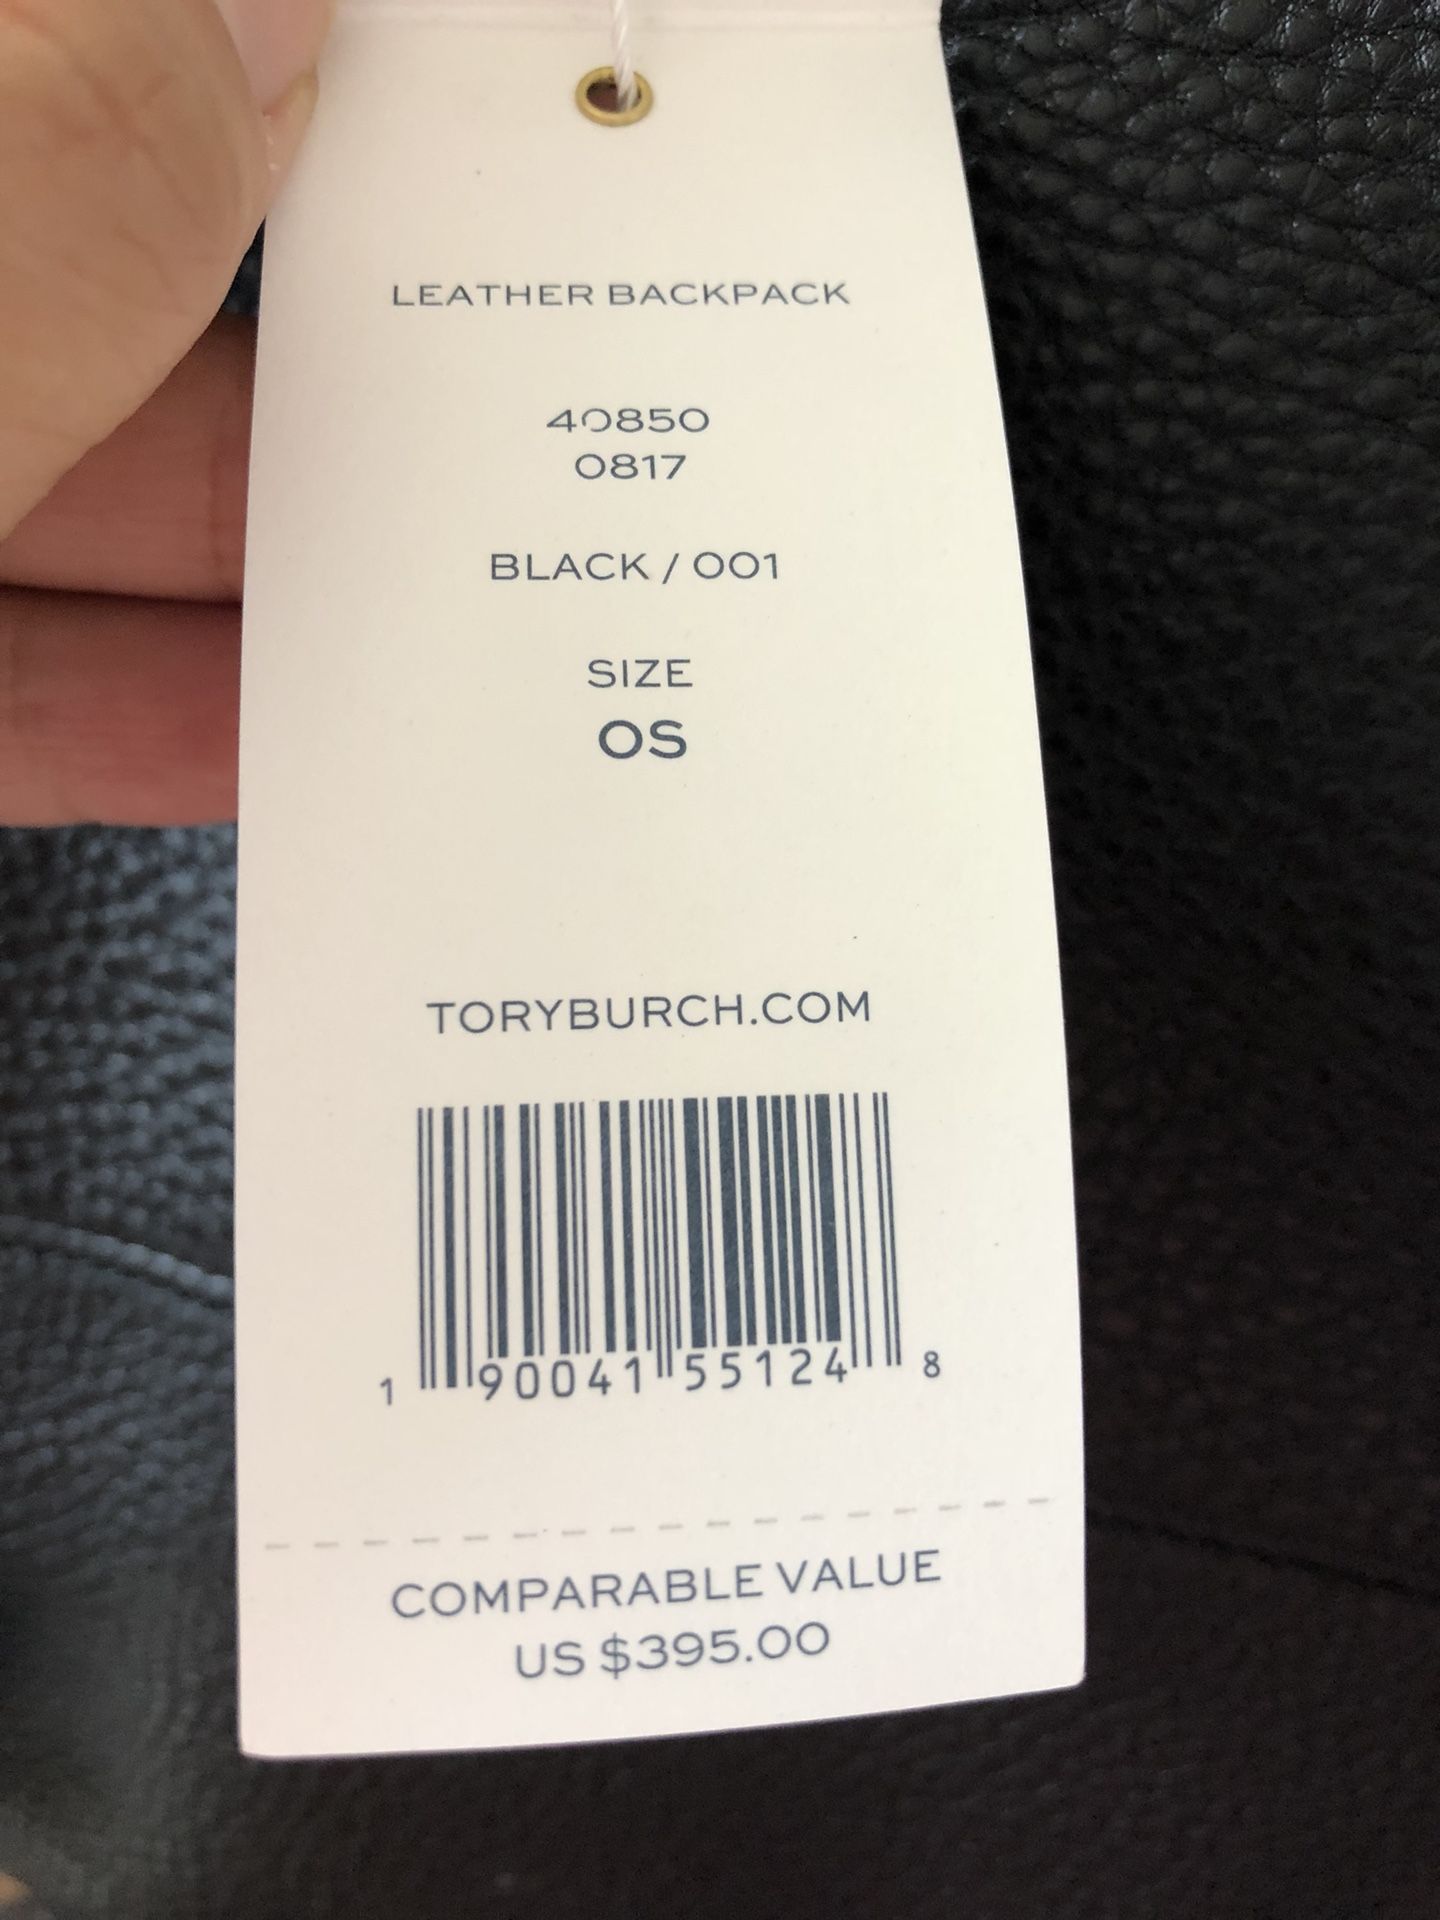 LEATHER BACKPACK
40850
0817
BLACK / 001
SIZE
OS
TORYBURCH.COM
1 90041 55124 8
COMPARABLE VALUE
US $395.00